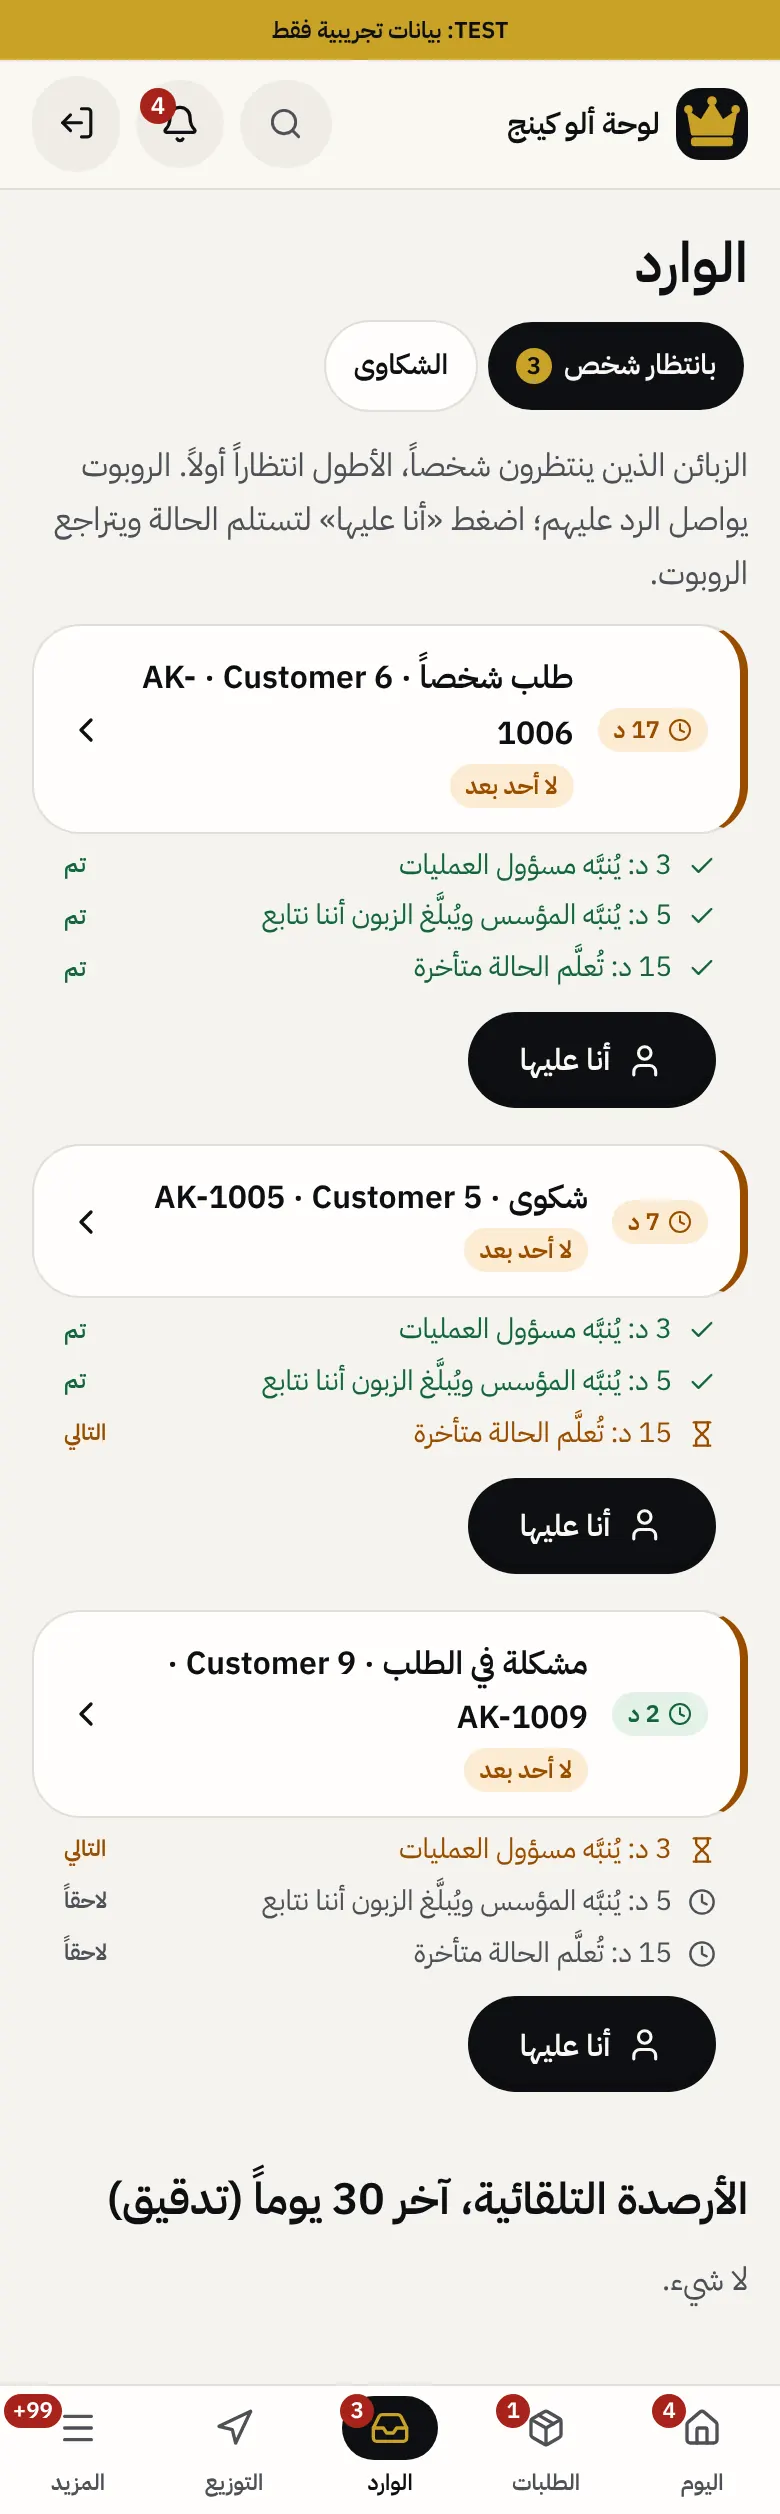 TEST: بيانات تجريبية فقط
لوحة ألو كينج
4
الوارد
بانتظار شخص 3
الشكاوى
الزبائن الذين ينتظرون شخصاً، الأطول انتظاراً أولاً. الروبوت
يواصل الرد عليهم؛ اضغط «أنا عليها» لتستلم الحالة ويتراجع
الروبوت.
17 د
طلب شخصاً · Customer 6 · AK-
1006
لا أحد بعد
3 د: يُنبَّه مسؤول العمليات تم
5 د: يُنبَّه المؤسس ويُبلَّغ الزبون أننا نتابع تم
15 د: تُعلَّم الحالة متأخرة تم
أنا عليها
7 د
شكوى · Customer 5 · AK-1005
لا أحد بعد
3 د: يُنبَّه مسؤول العمليات تم
5 د: يُنبَّه المؤسس ويُبلَّغ الزبون أننا نتابع تم
15 د: تُعلَّم الحالة متأخرة التالي
أنا عليها
2 د
مشكلة في الطلب · Customer 9 ·
AK-1009
لا أحد بعد
3 د: يُنبَّه مسؤول العمليات التالي
5 د: يُنبَّه المؤسس ويُبلَّغ الزبون أننا نتابع لاحقاً
15 د: تُعلَّم الحالة متأخرة لاحقاً
أنا عليها
الأرصدة التلقائية، آخر 30 يوماً (تدقيق)
لا شيء.
4 1 3 99+
اليوم الطلبات الوارد التوزيع المزيد